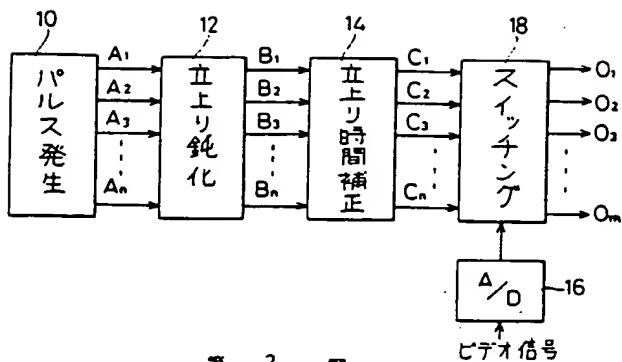 10
パルス発生
A1
A2
A3
An
12
立上り鈍化
B1
B2
B3
Bn
14
立上り時間補正
C1
C2
C3
Cn
18
スイッチング
O1
O2
O3
Om
A/D
16
ビデオ信号
2